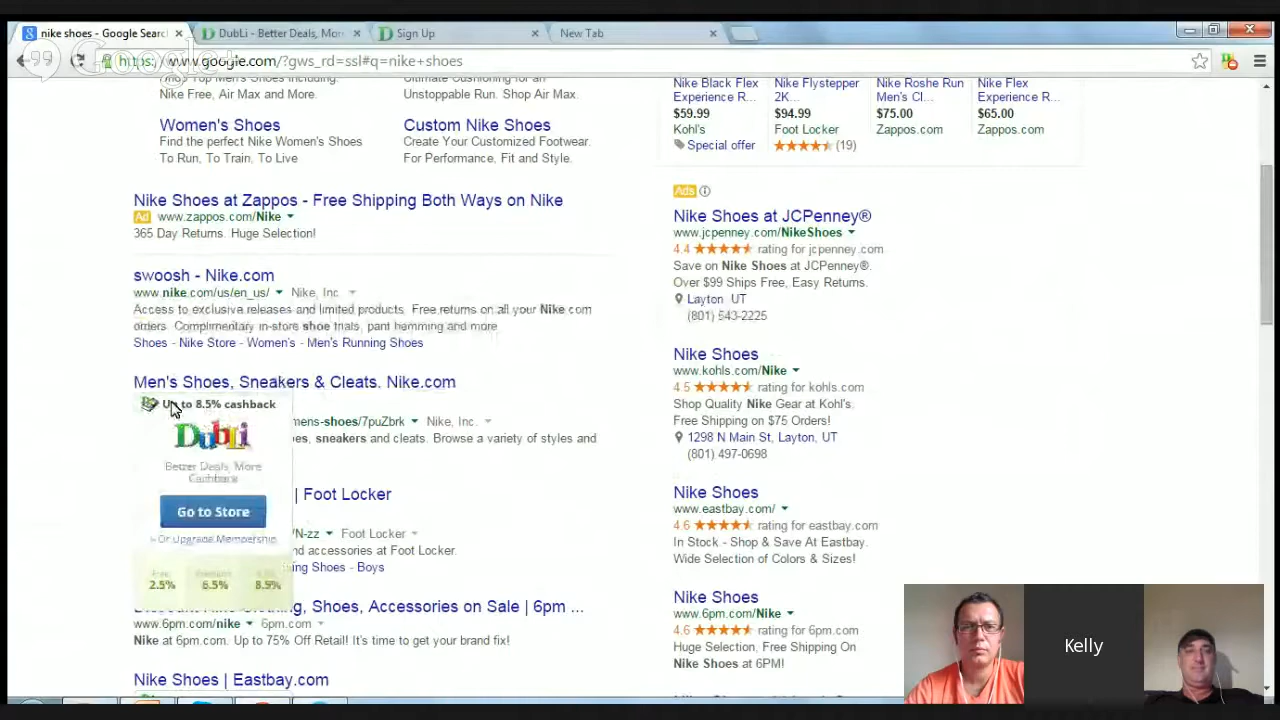 nike shoes - Google Searc
DubLi - Better Deals, Mor
Sign Up
New Tab
Google+
https://www.google.com/?gws_rd=ssl#q=nike+shoes
Shop Top Men's Shoes Including:
Nike Free, Air Max and More.
Ultimate Cushioning for an
Unstoppable Run. Shop Air Max.
Women's Shoes
Find the perfect Nike Women's Shoes
To Run, To Train, To Live
Custom Nike Shoes
Create Your Customized Footwear.
For Performance, Fit and Style.
Nike Shoes at Zappos - Free Shipping Both Ways on Nike
Ad www.zappos.com/Nike
365 Day Returns. Huge Selection!
swoosh - Nike.com
www.nike.com/us/en_us/ Nike, Inc
Access to exclusive releases and limited products. Free returns on all your Nike com
orders. Complimentary in-store shoe trials, pant hemming and more
Shoes - Nike Store - Women's - Men's Running Shoes
Men's Shoes, Sneakers & Cleats. Nike.com
Up to 8.5% cashback
DubLi
Better Deals, More
Cashback
Go to Store
Or Upgrade Membership
2.5% 6.5% 8.5%
mens-shoes/7puZbrk Nike, Inc.
es, sneakers and cleats. Browse a variety of styles and
| Foot Locker
/N-zz Foot Locker
nd accessories at Foot Locker.
ing Shoes - Boys
Discount Nike Clothing, Shoes, Accessories on Sale | 6pm ...
www.6pm.com/nike 6pm.com
Nike at 6pm.com. Up to 75% Off Retail! It's time to get your brand fix!
Nike Shoes | Eastbay.com
Nike Black Flex
Experience R...
$59.99
Kohl's
Special offer
Nike Flystepper
2K...
$94.99
Foot Locker
(19)
Nike Roshe Run
Men's Cl...
$75.00
Zappos.com
Nike Flex
Experience R...
$65.00
Zappos.com
Ads
Nike Shoes at JCPenney®
www.jcpenney.com/NikeShoes
4.4 rating for jcpenney.com
Save on Nike Shoes at JCPenney®.
Over $99 Ships Free, Easy Returns.
Layton UT
(801) 543-2225
Nike Shoes
www.kohls.com/Nike
4.5 rating for kohls.com
Shop Quality Nike Gear at Kohl's.
Free Shipping on $75 Orders!
1298 N Main St, Layton, UT
(801) 497-0698
Nike Shoes
www.eastbay.com/
4.6 rating for eastbay.com
In Stock - Shop & Save At Eastbay.
Wide Selection of Colors & Sizes!
Nike Shoes
www.6pm.com/Nike
4.6 rating for 6pm.com
Huge Selection, Free Shipping On
Nike Shoes at 6PM!
Kelly